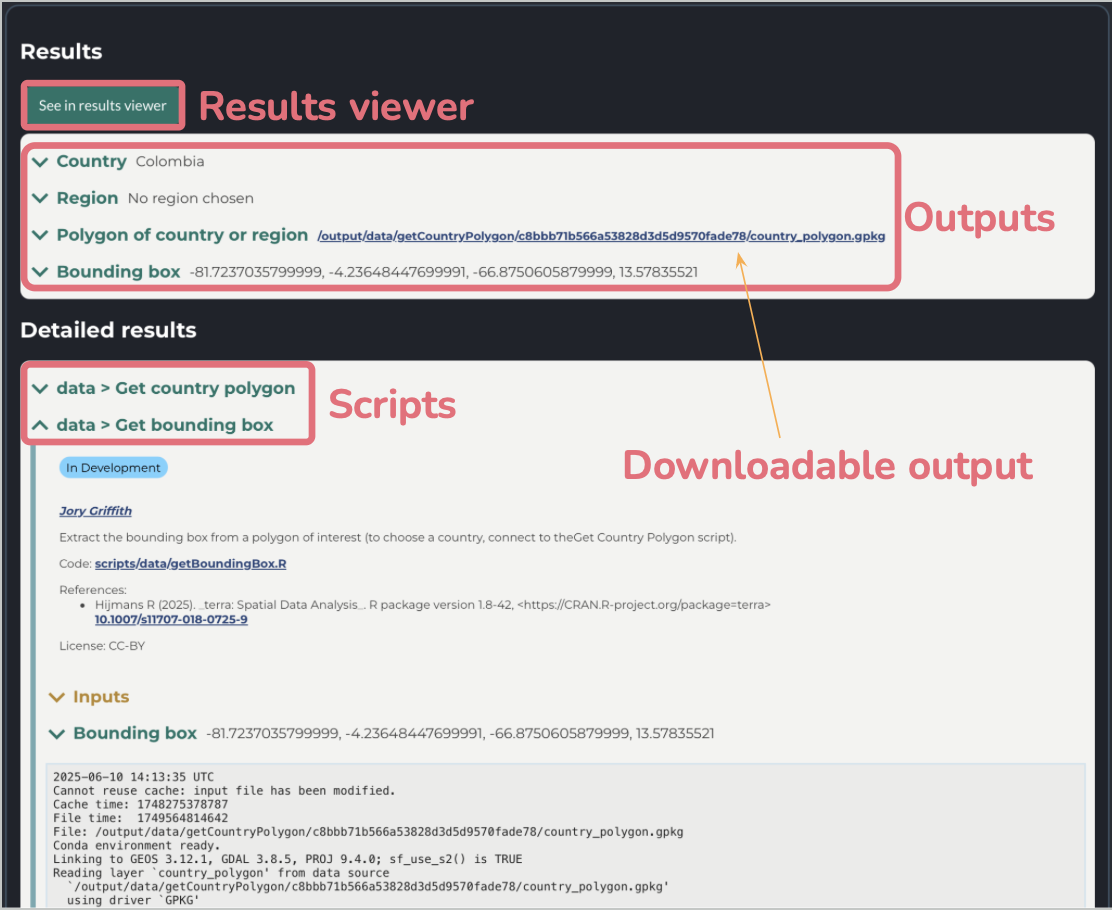 Results
See in results viewer
Results viewer
Country Colombia
Region No region chosen
Polygon of country or region /output/data/getCountryPolygon/c8bbb71b566a53828d3d5d9570fade78/country_polygon.gpkg
Bounding box -81.7237035799999, -4.23648447699991, -66.8750605879999, 13.57835521
Outputs
Detailed results
data > Get country polygon
data > Get bounding box
Scripts
Downloadable output
In Development
Jory Griffith
Extract the bounding box from a polygon of interest (to choose a country, connect to theGet Country Polygon script).
Code: scripts/data/getBoundingBox.R
References:
• Hijmans R (2025). _terra: Spatial Data Analysis_. R package version 1.8-42, <https://CRAN.R-project.org/package=terra>
10.1007/s11707-018-0725-9
License: CC-BY
Inputs
Bounding box -81.7237035799999, -4.23648447699991, -66.8750605879999, 13.57835521
2025-06-10 14:13:35 UTC
Cannot reuse cache: input file has been modified.
Cache time: 1748275378787
File time:  1749564814642
File: /output/data/getCountryPolygon/c8bbb71b566a53828d3d5d9570fade78/country_polygon.gpkg
Conda environment ready.
Linking to GEOS 3.12.1, GDAL 3.8.5, PROJ 9.4.0; sf_use_s2() is TRUE
Reading layer `country_polygon' from data source
`/output/data/getCountryPolygon/c8bbb71b566a53828d3d5d9570fade78/country_polygon.gpkg'
using driver `GPKG'